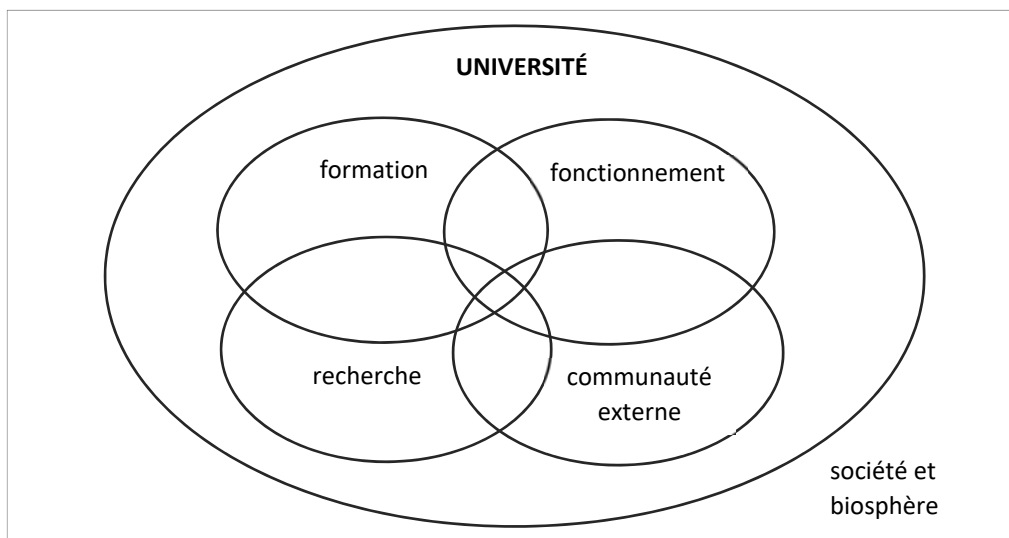 UNIVERSITÉ
formation
fonctionnement
recherche
communauté
externe
société et
biosphère